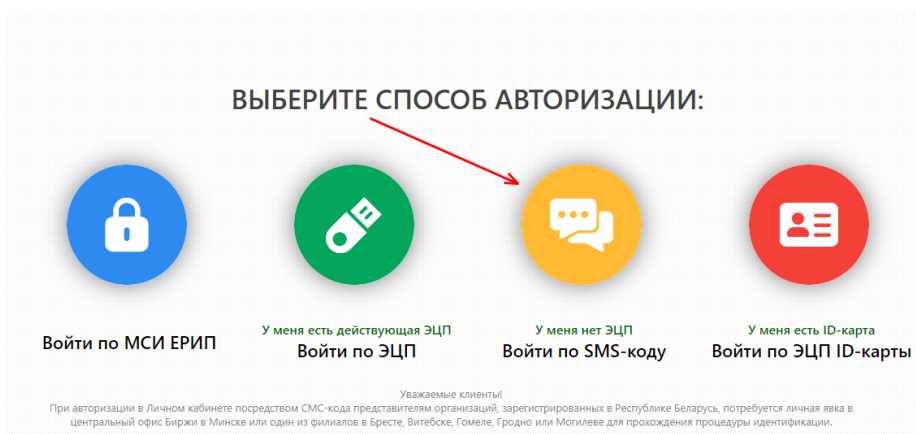 ВЫБЕРИТЕ СПОСОБ АВТОРИЗАЦИИ:
Войти по МСИ ЕРИП
У меня есть действующая ЭЦП
Войти по ЭЦП
У меня нет ЭЦП
Войти по SMS-коду
У меня есть ID-карта
Войти по ЭЦП ID-карты
Уважаемые клиенты!
При авторизации в Личном кабинете посредством СМС-кода представителям организаций, зарегистрированных в Республике Беларусь, потребуется личная явка в
центральный офис Биржи в Минске или один из филиалов в Бресте, Витебске, Гомеле, Гродно или Могилеве для прохождения процедуры идентификации.